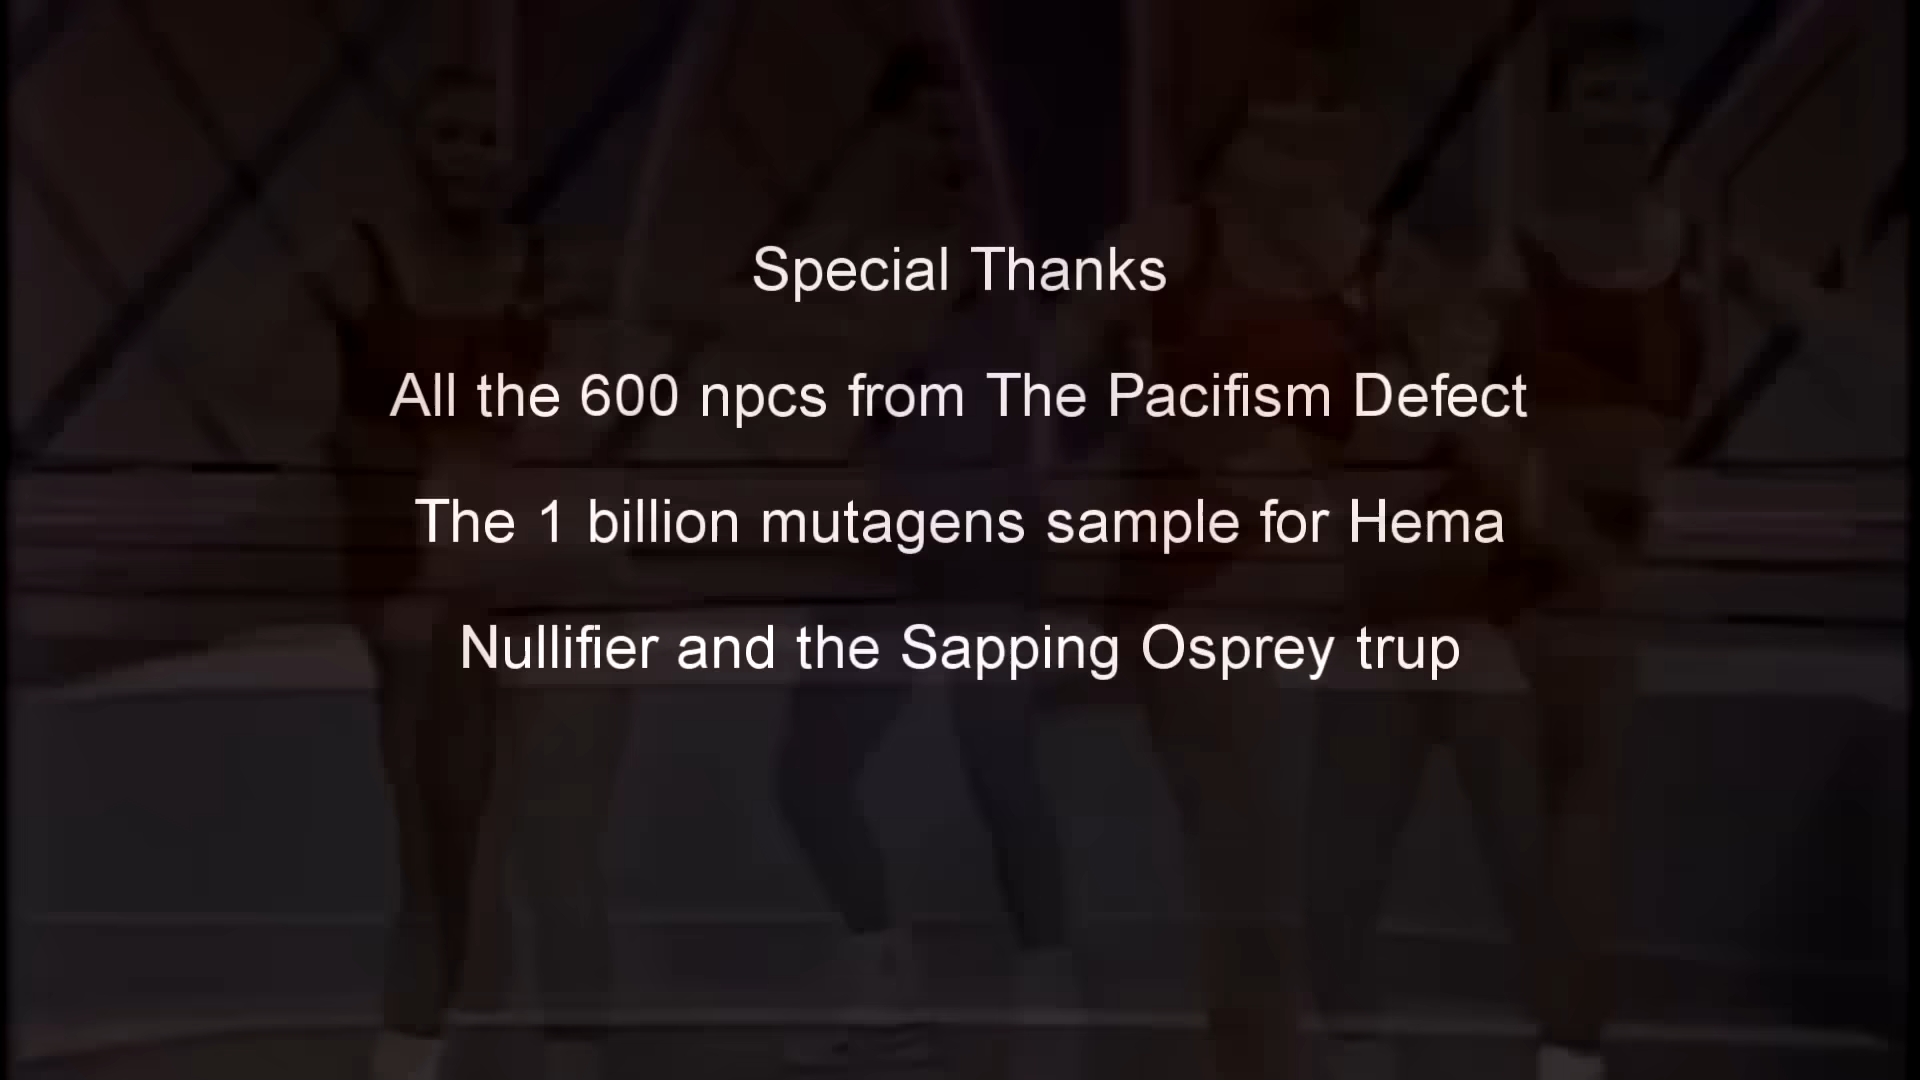 Special Thanks
All the 600 npcs from The Pacifism Defect
The 1 billion mutagens sample for Hema
Nullifier and the Sapping Osprey trup